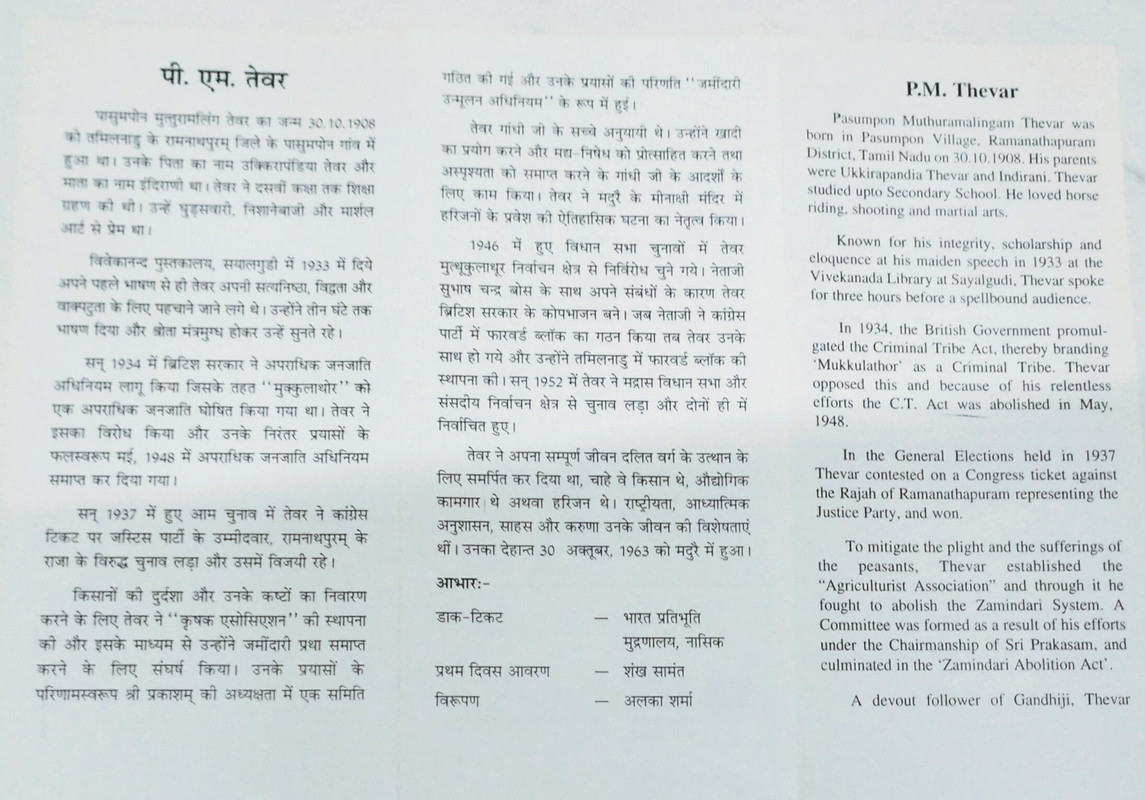 पी. एम. तेवर
पासुमपोन मुत्तुरामलिंग तेवर का जन्म 30.10.1908
को तमिलनाडु के रामनाथपुरम् जिले के पासुमपोन गांव में
हुआ था। उनके पिता का नाम उक्किरापंडिया तेवर और
माता का नाम इंदिराणी था। तेवर ने दसवीं कक्षा तक शिक्षा
ग्रहण की थी। उन्हें घुड़सवारी, निशानेबाजी और मार्शल
आर्ट से प्रेम था।
विवेकानन्द पुस्तकालय, सयालगुडी में 1933 में दिये
अपने पहले भाषण से ही तेवर अपनी सत्यनिष्ठा, विद्वता और
वाक्पटुता के लिए पहचाने जाने लगे थे। उन्होंने तीन घंटे तक
भाषण दिया और श्रोता मंत्रमुग्ध होकर उन्हें सुनते रहे।
सन् 1934 में ब्रिटिश सरकार ने अपराधिक जनजाति
अधिनियम लागू किया जिसके तहत "मुक्कुलाथोर" को
एक अपराधिक जनजाति घोषित किया गया था। तेवर ने
इसका विरोध किया और उनके निरंतर प्रयासों के
फलस्वरूप मई, 1948 में अपराधिक जनजाति अधिनियम
समाप्त कर दिया गया।
सन् 1937 में हुए आम चुनाव में तेवर ने कांग्रेस
टिकट पर जस्टिस पार्टी के उम्मीदवार, रामनाथपुरम् के
राजा के विरुद्ध चुनाव लड़ा और उसमें विजयी रहे।
किसानों की दुर्दशा और उनके कष्टों का निवारण
करने के लिए तेवर ने "कृषक एसोसिएशन" की स्थापना
की और इसके माध्यम से उन्होंने जमींदारी प्रथा समाप्त
करने के लिए संघर्ष किया। उनके प्रयासों के
परिणामस्वरूप श्री प्रकाशम् की अध्यक्षता में एक समिति
गठित की गई और उनके प्रयासों की परिणति "जमींदारी
उन्मूलन अधिनियम" के रूप में हुई।
तेवर गांधी जी के सच्चे अनुयायी थे। उन्होंने खादी
का प्रयोग करने और मद्य-निषेध को प्रोत्साहित करने तथा
अस्पृश्यता को समाप्त करने के गांधी जी के आदर्शों के
लिए काम किया। तेवर ने मदुरै के मीनाक्षी मंदिर में
हरिजनों के प्रवेश की ऐतिहासिक घटना का नेतृत्व किया।
1946 में हुए विधान सभा चुनावों में तेवर
मुत्थूकुलाथूर निर्वाचन क्षेत्र से निर्विरोध चुने गये। नेताजी
सुभाष चन्द्र बोस के साथ अपने संबंधों के कारण तेवर
ब्रिटिश सरकार के कोपभाजन बने। जब नेताजी ने कांग्रेस
पार्टी में फारवर्ड ब्लॉक का गठन किया तब तेवर उनके
साथ हो गये और उन्होंने तमिलनाडु में फारवर्ड ब्लॉक की
स्थापना की। सन् 1952 में तेवर ने मद्रास विधान सभा और
संसदीय निर्वाचन क्षेत्र से चुनाव लड़ा और दोनों ही में
निर्वाचित हुए।
तेवर ने अपना सम्पूर्ण जीवन दलित वर्ग के उत्थान के
लिए समर्पित कर दिया था, चाहे वे किसान थे, औद्योगिक
कामगार थे अथवा हरिजन थे। राष्ट्रीयता, आध्यात्मिक
अनुशासन, साहस और करुणा उनके जीवन की विशेषताएं
थीं। उनका देहान्त 30 अक्तूबर, 1963 को मदुरै में हुआ।
आभार:-
डाक-टिकट — भारत प्रतिभूति
मुद्रणालय, नासिक
प्रथम दिवस आवरण — शंख सामंत
विरूपण — अलका शर्मा
P.M. Thevar
Pasumpon Muthuramalingam Thevar was
born in Pasumpon Village, Ramanathapuram
District, Tamil Nadu on 30.10.1908. His parents
were Ukkirapandia Thevar and Indirani. Thevar
studied upto Secondary School. He loved horse
riding, shooting and martial arts.
Known for his integrity, scholarship and
eloquence at his maiden speech in 1933 at the
Vivekanada Library at Sayalgudi, Thevar spoke
for three hours before a spellbound audience.
In 1934, the British Government promul-
gated the Criminal Tribe Act, thereby branding
'Mukkulathor' as a Criminal Tribe. Thevar
opposed this and because of his relentless
efforts the C.T. Act was abolished in May,
1948.
In the General Elections held in 1937
Thevar contested on a Congress ticket against
the Rajah of Ramanathapuram representing the
Justice Party, and won.
To mitigate the plight and the sufferings of
the peasants, Thevar established the
"Agriculturist Association" and through it he
fought to abolish the Zamindari System. A
Committee was formed as a result of his efforts
under the Chairmanship of Sri Prakasam, and
culminated in the 'Zamindari Abolition Act'.
A devout follower of Gandhiji, Thevar